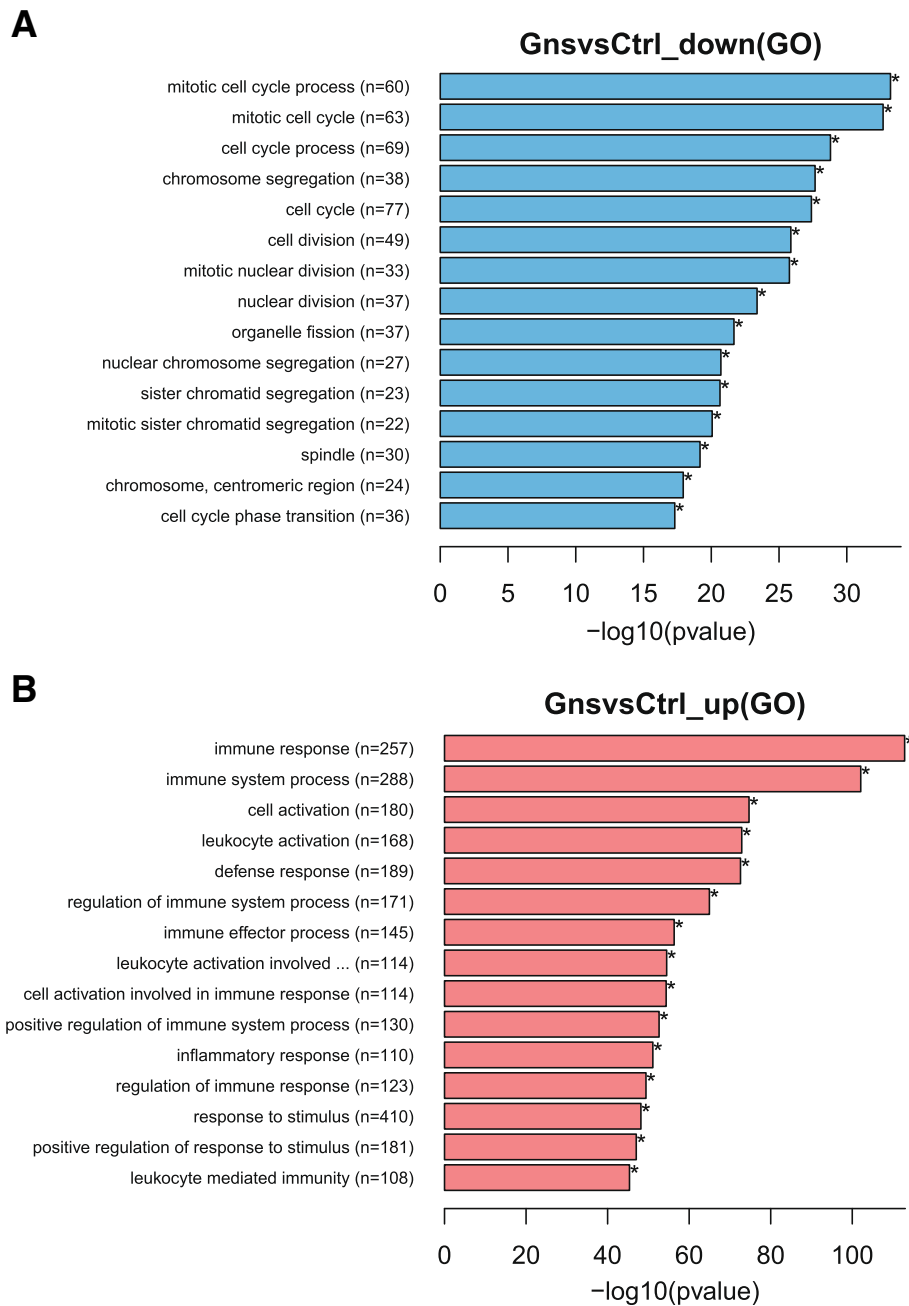 A
GnsvsCtrl_down(GO)
mitotic cell cycle process (n=60)
*
mitotic cell cycle (n=63)
*
cell cycle process (n=69)
*
chromosome segregation (n=38)
*
cell cycle (n=77)
*
cell division (n=49)
*
mitotic nuclear division (n=33)
*
nuclear division (n=37)
*
organelle fission (n=37)
*
nuclear chromosome segregation (n=27)
*
sister chromatid segregation (n=23)
*
mitotic sister chromatid segregation (n=22)
*
spindle (n=30)
*
chromosome, centromeric region (n=24)
*
cell cycle phase transition (n=36)
*
0 5 10 15 20 25 30
−log10(pvalue)
B
GnsvsCtrl_up(GO)
immune response (n=257)
*
immune system process (n=288)
*
cell activation (n=180)
*
leukocyte activation (n=168)
*
defense response (n=189)
*
regulation of immune system process (n=171)
*
immune effector process (n=145)
*
leukocyte activation involved ... (n=114)
*
cell activation involved in immune response (n=114)
*
positive regulation of immune system process (n=130)
*
inflammatory response (n=110)
*
regulation of immune response (n=123)
*
response to stimulus (n=410)
*
positive regulation of response to stimulus (n=181)
*
leukocyte mediated immunity (n=108)
*
0 20 40 60 80 100
−log10(pvalue)